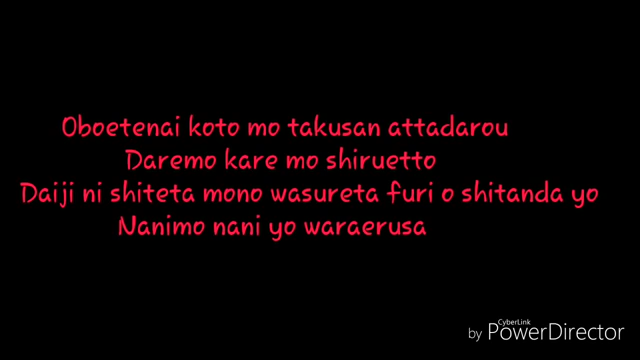 Oboetenai koto mo takusan attadarou
Daremo kare mo shiruetto
Daiji ni shiteta mono wasureta furi o shitanda yo
Nanimo nani yo waraerusa
CyberLink
by PowerDirector